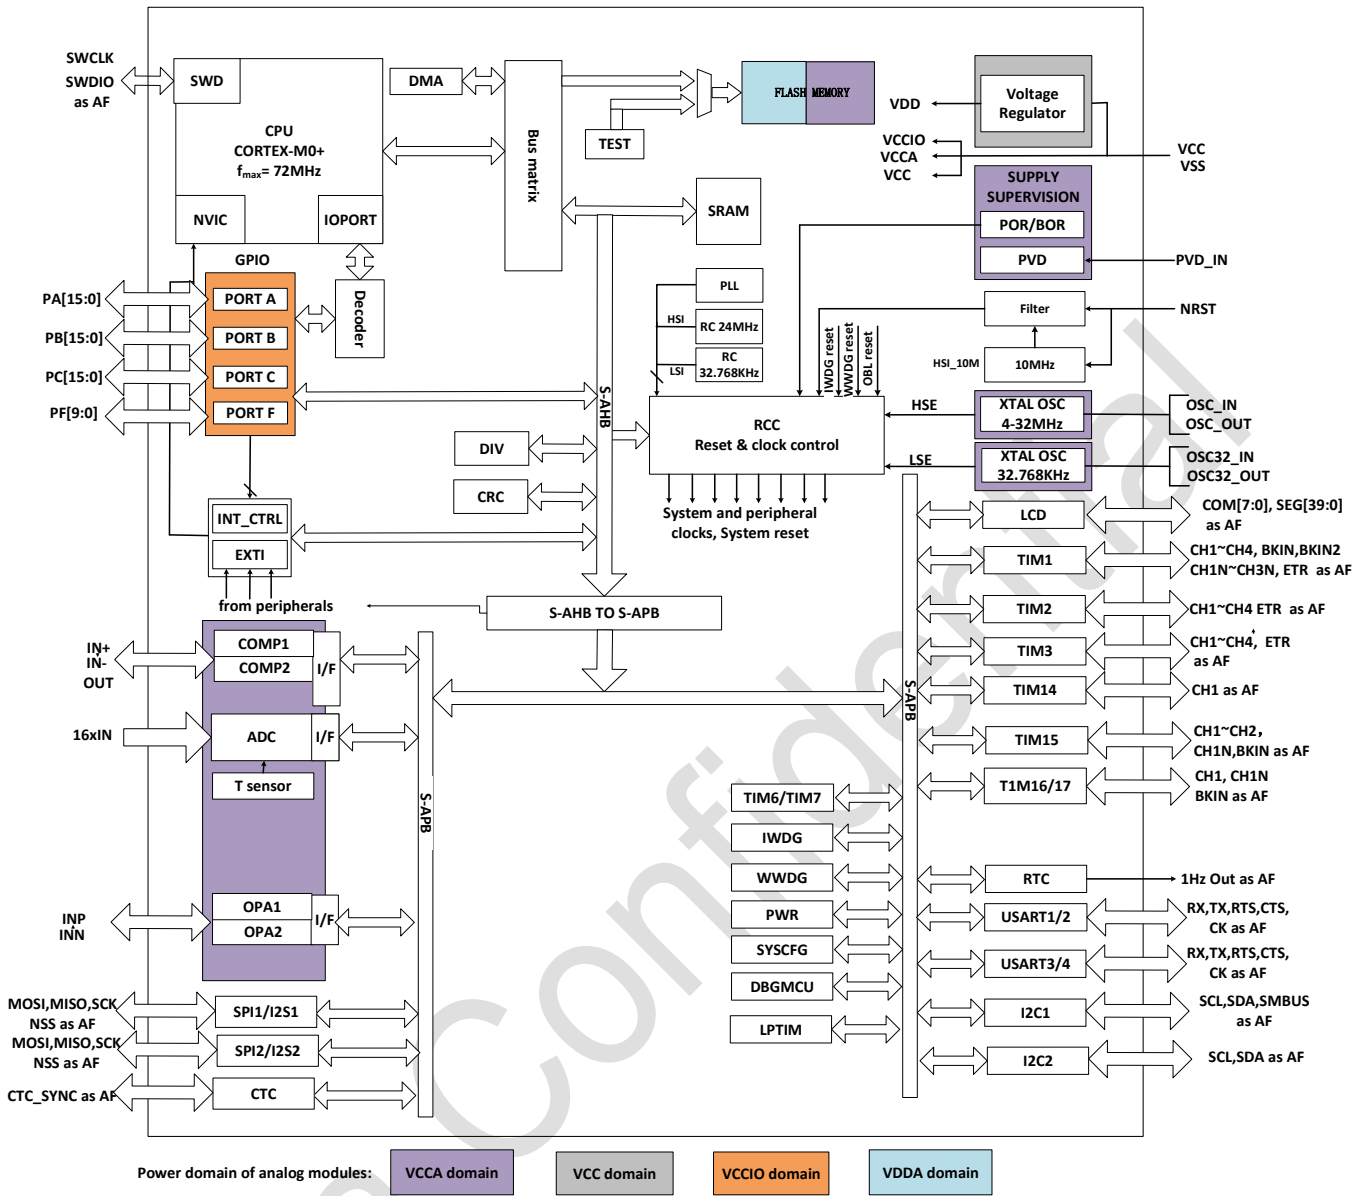 SWCLK
SWDIO
as AF
SWD
CPU
CORTEX-M0+
fmax= 72MHz
NVIC
IOPORT
DMA
Bus matrix
TEST
FLASH MEMORY
SRAM
Voltage
Regulator
VDD
VCCIO
VCCA
VCC
VCC
VSS
SUPPLY
SUPERVISION
POR/BOR
PVD
PVD_IN
GPIO
PORT A
PORT B
PORT C
PORT F
PA[15:0]
PB[15:0]
PC[15:0]
PF[9:0]
Decoder
PLL
HSI
RC 24MHz
LSI
RC
32.768KHz
IWDG reset
WWDG reset
OBL reset
Filter
NRST
HSI_10M
10MHz
S-AHB
RCC
Reset & clock control
HSE
XTAL OSC
4-32MHz
OSC_IN
OSC_OUT
LSE
XTAL OSC
32.768KHz
OSC32_IN
OSC32_OUT
DIV
CRC
System and peripheral
clocks, System reset
INT_CTRL
EXTI
from peripherals
S-AHB TO S-APB
LCD
COM[7:0], SEG[39:0]
as AF
TIM1
CH1~CH4, BKIN,BKIN2
CH1N~CH3N, ETR as AF
TIM2
CH1~CH4 ETR as AF
TIM3
CH1~CH4, ETR
as AF
TIM14
CH1 as AF
TIM15
CH1~CH2,
CH1N,BKIN as AF
T1M16/17
CH1, CH1N
BKIN as AF
S-APB
IN+
IN-
OUT
COMP1
COMP2
I/F
16xIN
ADC
I/F
T sensor
S-APB
INP
INN
OPA1
OPA2
I/F
TIM6/TIM7
IWDG
WWDG
PWR
SYSCFG
DBGMCU
LPTIM
RTC
1Hz Out as AF
USART1/2
RX,TX,RTS,CTS,
CK as AF
USART3/4
RX,TX,RTS,CTS,
CK as AF
I2C1
SCL,SDA,SMBUS
as AF
I2C2
SCL,SDA as AF
MOSI,MISO,SCK
NSS as AF
SPI1/I2S1
MOSI,MISO,SCK
NSS as AF
SPI2/I2S2
CTC_SYNC as AF
CTC
Power domain of analog modules:
VCCA domain
VCC domain
VCCIO domain
VDDA domain
Confidential